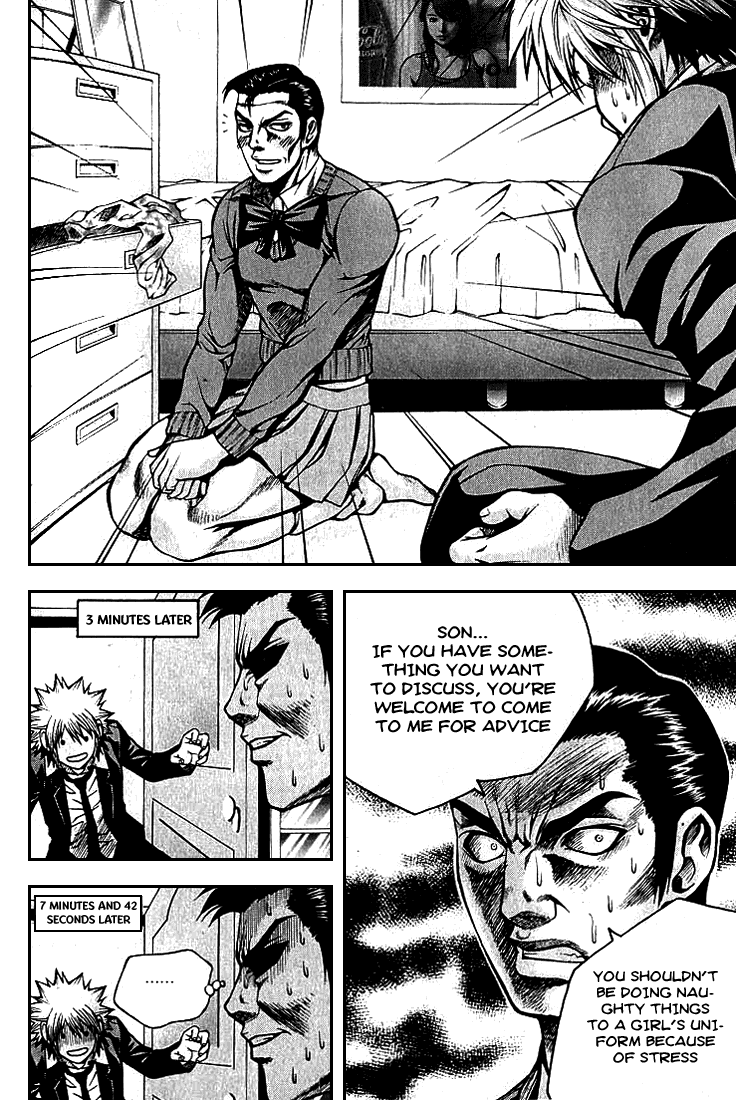 3 MINUTES LATER
SON...
IF YOU HAVE SOME-
THING YOU WANT
TO DISCUSS, YOU'RE
WELCOME TO COME
TO ME FOR ADVICE
7 MINUTES AND 42
SECONDS LATER
......
YOU SHOULDN'T
BE DOING NAU-
GHTY THINGS
TO A GIRL'S UNI-
FORM BECAUSE
OF STRESS